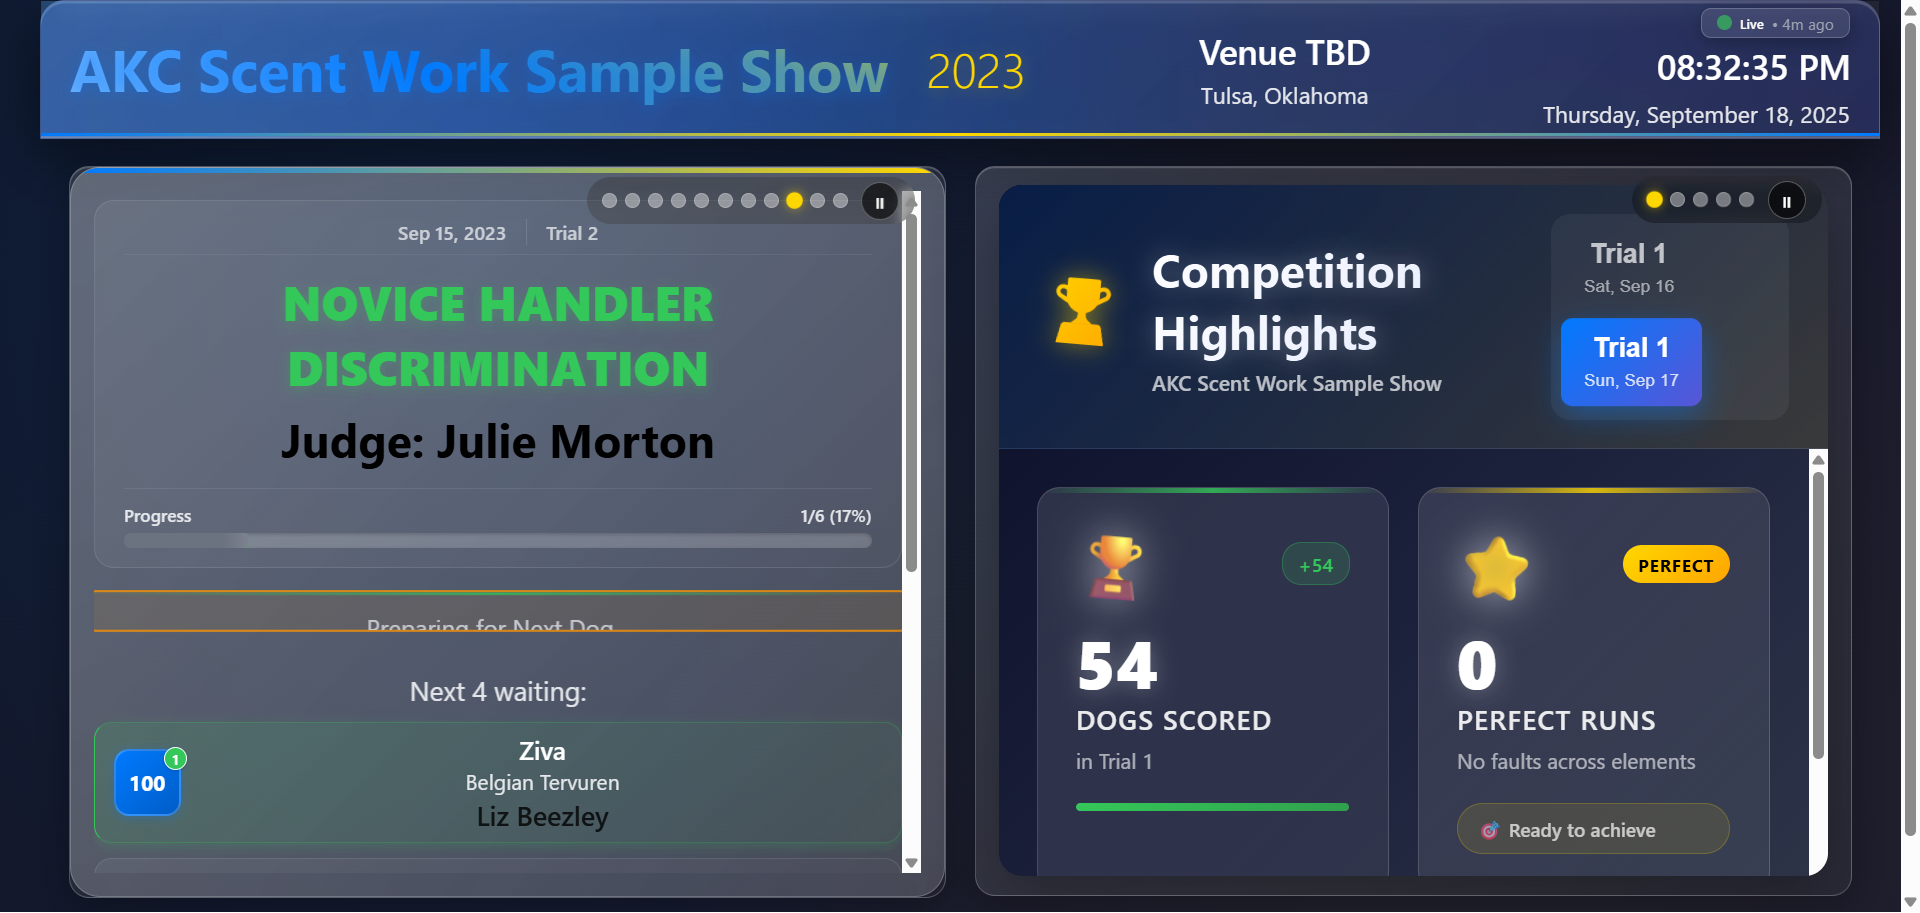 AKC Scent Work Sample Show 2023
Venue TBD
Tulsa, Oklahoma
Live • 4m ago
08:32:35 PM
Thursday, September 18, 2025
Sep 15, 2023 Trial 2
NOVICE HANDLER
DISCRIMINATION
Judge: Julie Morton
Progress 1/6 (17%)
Preparing for Next Dog
Next 4 waiting:
100
1
Ziva
Belgian Tervuren
Liz Beezley
Competition
Highlights
AKC Scent Work Sample Show
Trial 1
Sat, Sep 16
Trial 1
Sun, Sep 17
+54
54
DOGS SCORED
in Trial 1
PERFECT
0
PERFECT RUNS
No faults across elements
Ready to achieve